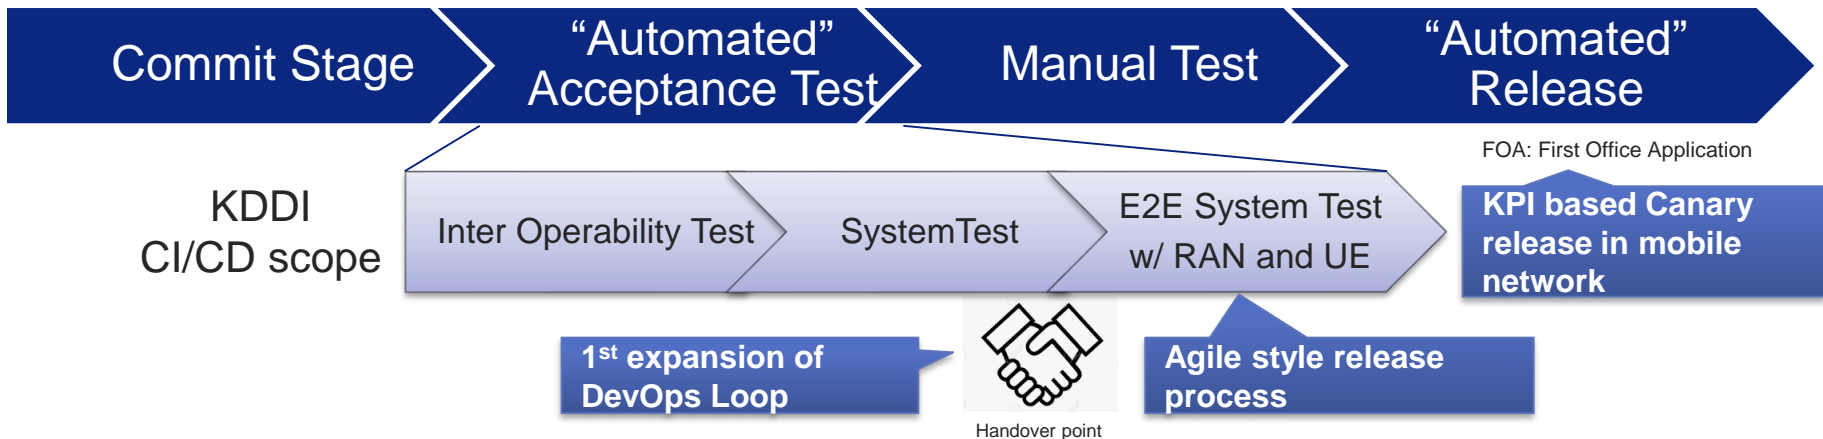 Commit Stage
“Automated”
Acceptance Test
Manual Test
“Automated”
Release
FOA: First Office Application
KDDI
CI/CD scope
Inter Operability Test
SystemTest
E2E System Test
w/ RAN and UE
KPI based Canary
release in mobile
network
1st expansion of
DevOps Loop
Agile style release
process
Handover point